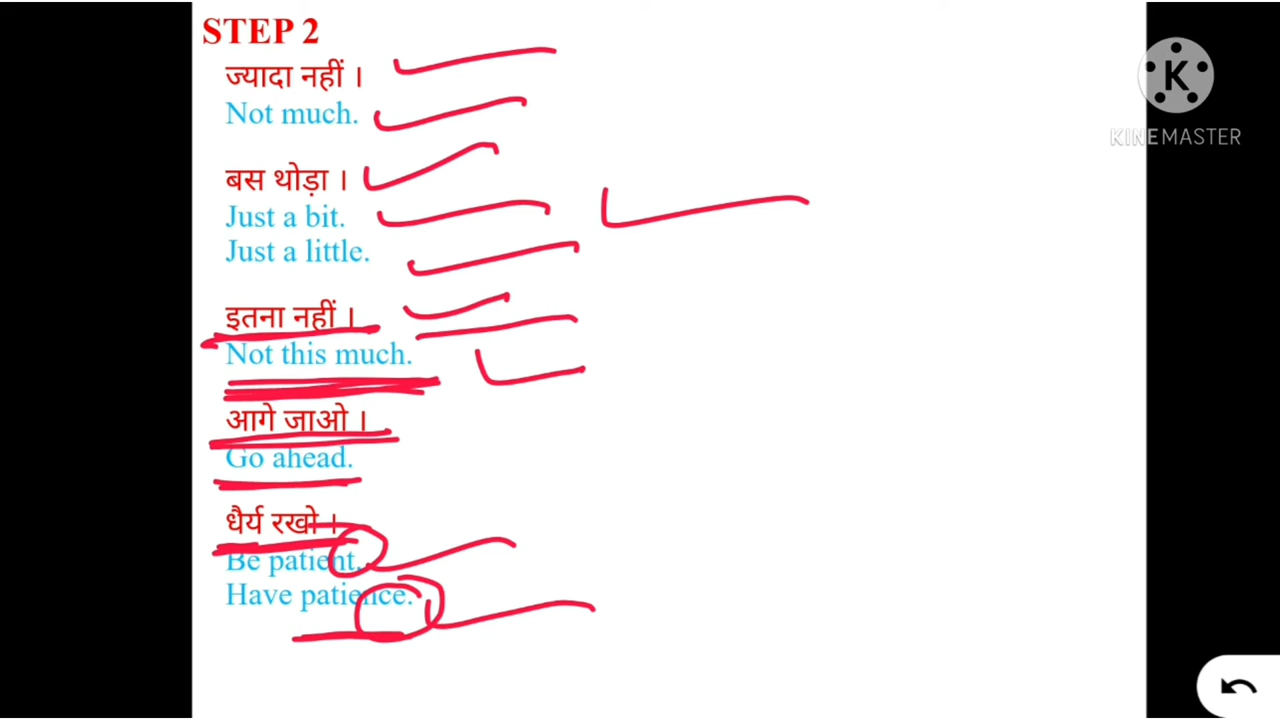 STEP 2
ज्यादा नहीं ।
Not much.
बस थोड़ा ।
Just a bit.
Just a little.
इतना नहीं ।
Not this much.
आगे जाओ ।
Go ahead.
धैर्य रखो ।
Be patient.
Have patience.
K
KINEMASTER